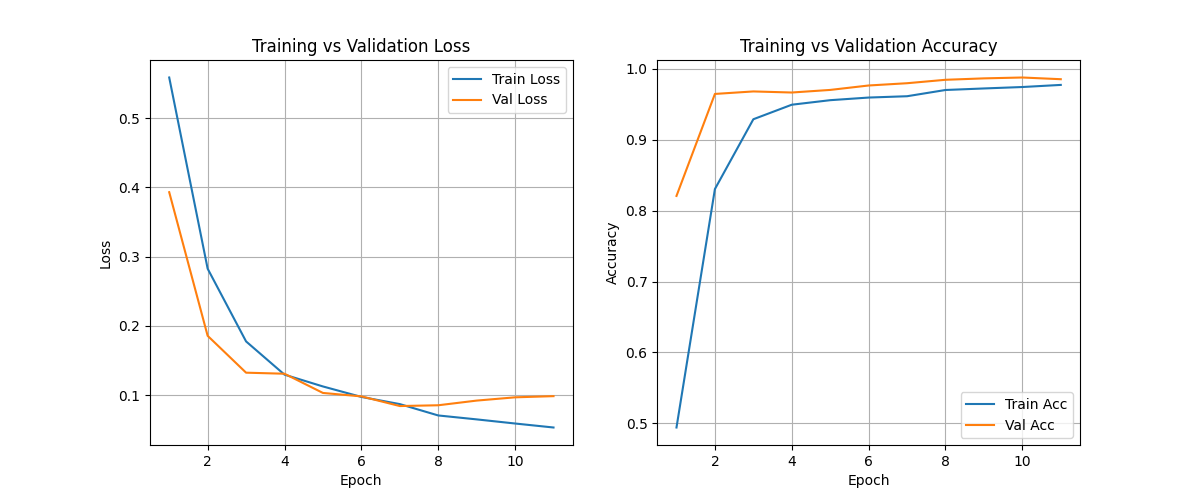 Training vs Validation Loss
Train Loss
Val Loss
0.5
0.4
0.3
0.2
0.1
Loss
2 4 6 8 10
Epoch
Training vs Validation Accuracy
1.0
0.9
0.8
0.7
0.6
0.5
Accuracy
Train Acc
Val Acc
2 4 6 8 10
Epoch